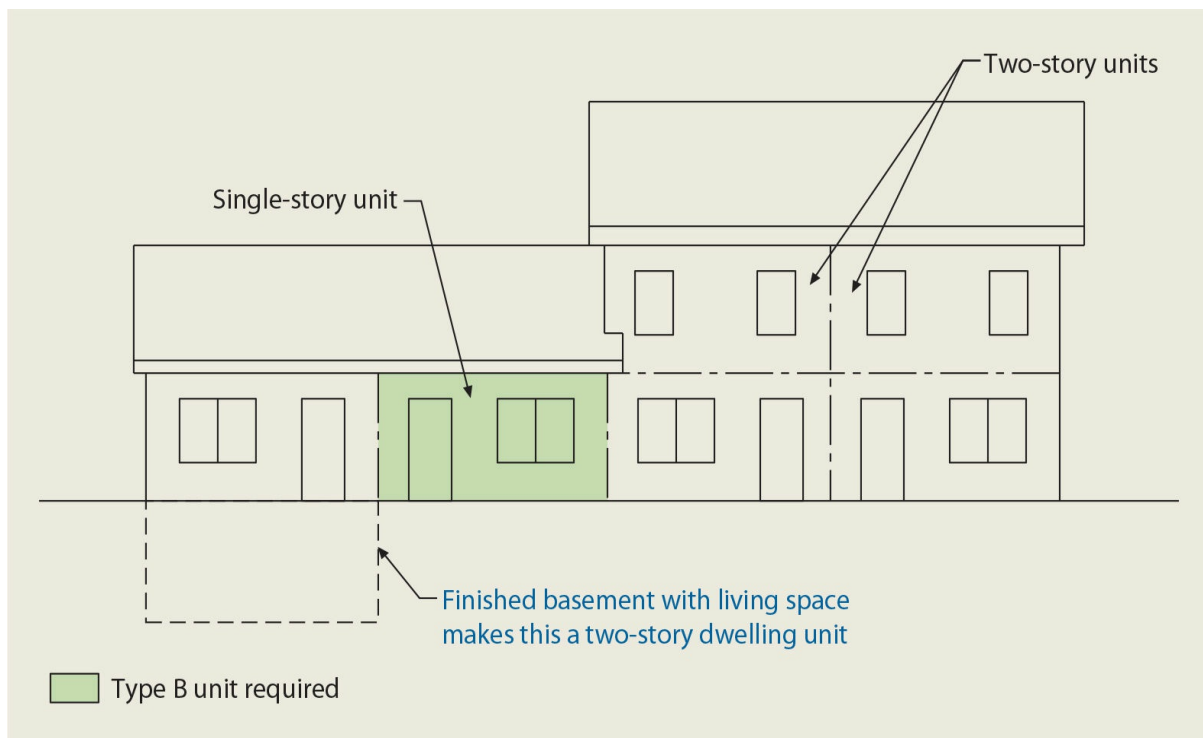 Two-story units
Single-story unit
Finished basement with living space
makes this a two-story dwelling unit
Type B unit required